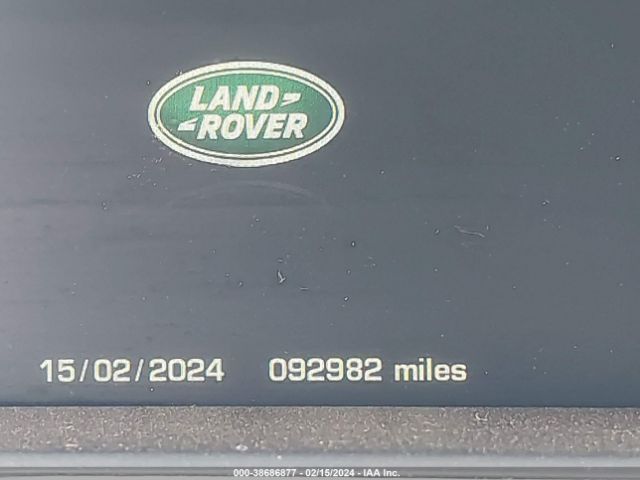 LAND
ROVER
15/02/2024 092982 miles
000-38686877 - 02/15/2024 - IAA Inc.